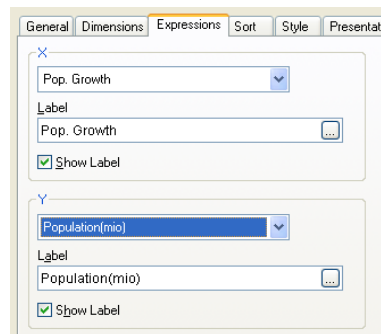 General Dimensions Expressions Sort Style Presentat
X
Pop. Growth
Label
Pop. Growth
...
Show Label
Y
Population(mio)
Label
Population(mio)
...
Show Label